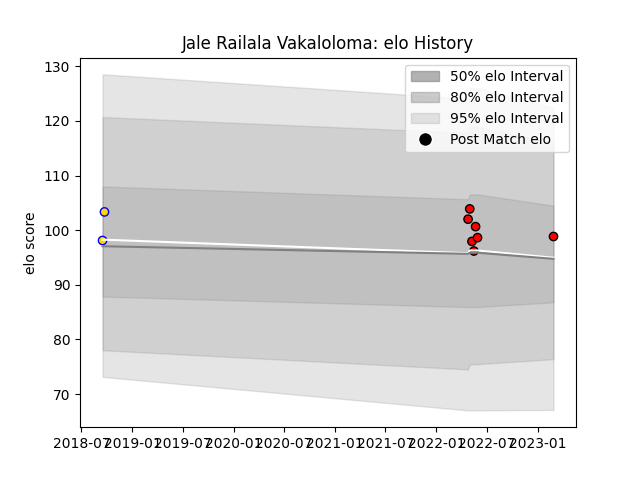 Jale Railala Vakaloloma: elo History
130
120
110
100
90
80
70
elo score
50% elo Interval
80% elo Interval
95% elo Interval
Post Match elo
2018-07 2019-01 2019-07 2020-01 2020-07 2021-01 2021-07 2022-01 2022-07 2023-01